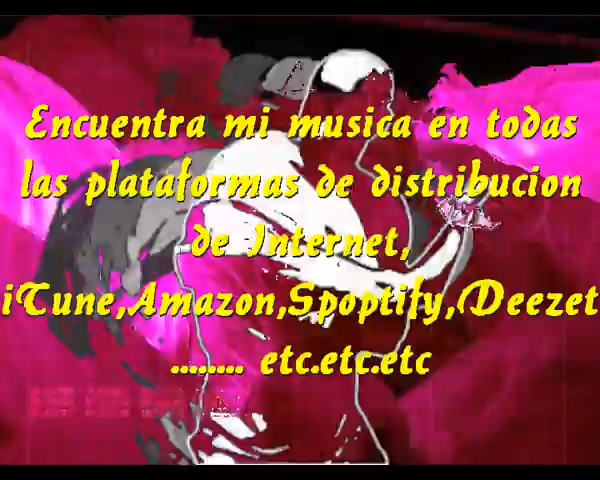 Encuentra mi musica en todas
las plataformas de distribucion
de Internet,
iTune,Amazon,Spoptify,Deezet
........ etc.etc.etc